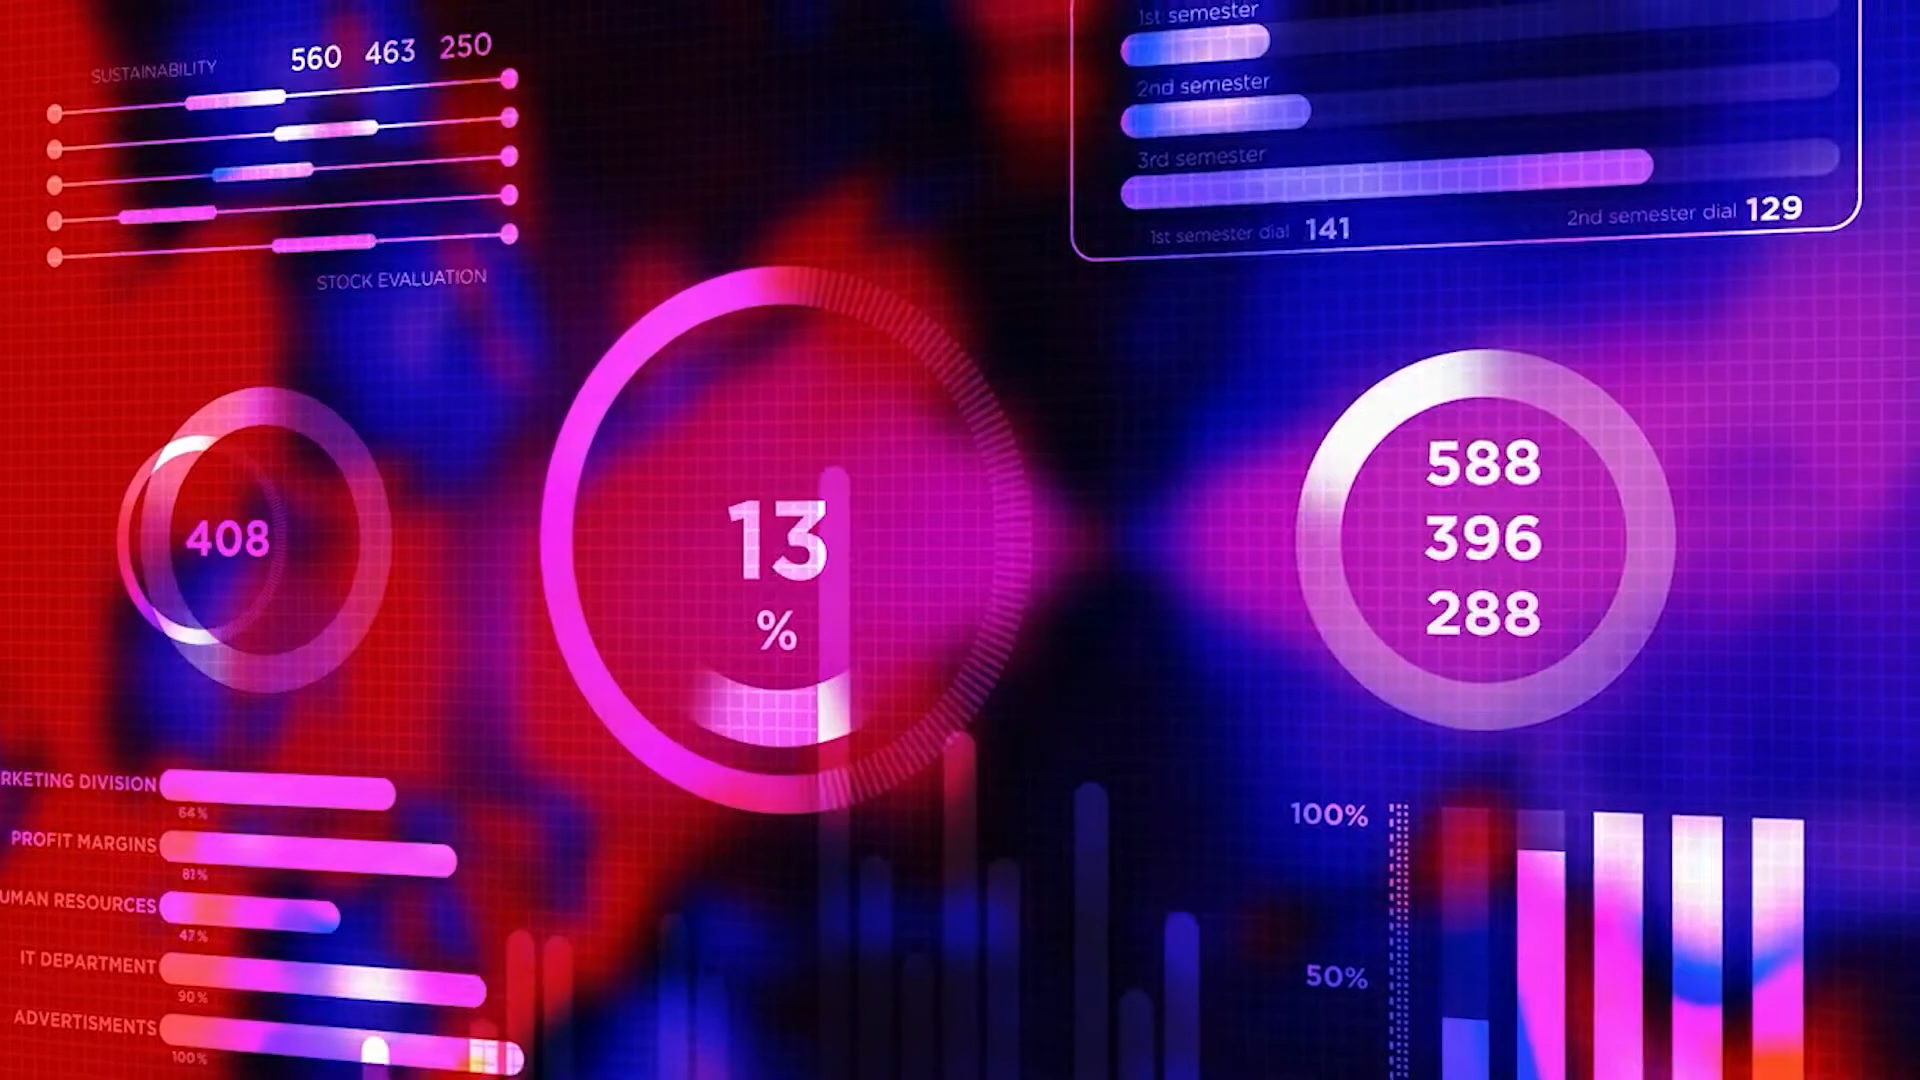 SUSTAINABILITY
560 463 250
STOCK EVALUATION
1st semester
2nd semester
3rd semester
1st semester dial 141
2nd semester dial 129
408
13
%
588
396
288
RKETING DIVISION
64%
PROFIT MARGINS
81%
UMAN RESOURCES
47%
IT DEPARTMENT
90%
ADVERTISMENTS
100%
100%
50%